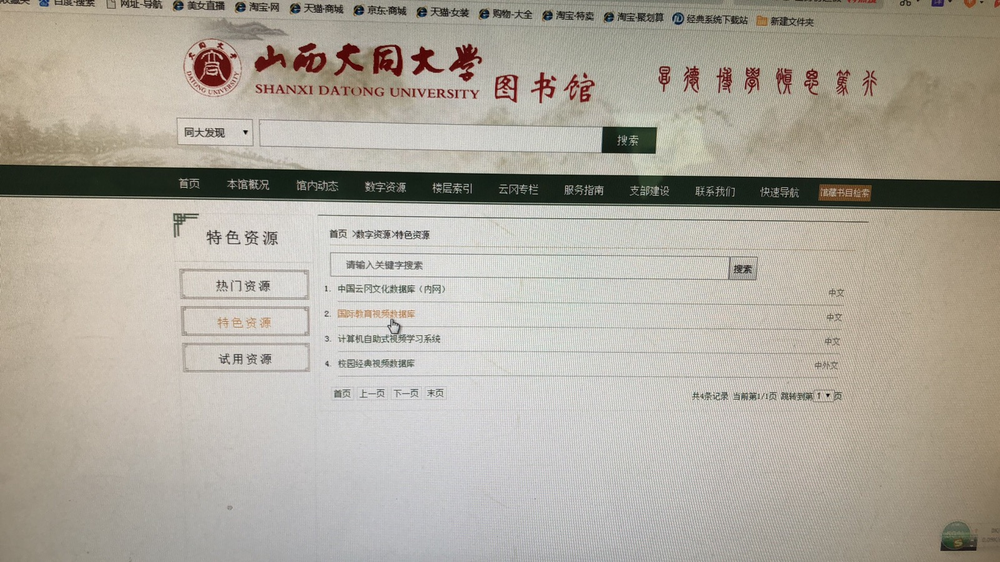 百度·搜索 网址-导航 美女直播 淘宝·网 天猫·商城 京东·商城 天猫·女装 购物-大全 淘宝·特卖 淘宝·聚划算 经典系统下载站 新建文件夹
山西大同大学
SHANXI DATONG UNIVERSITY
图书馆
DATONG UNIVERSITY
同大发现
搜索
首页 本馆概况 馆内动态 数字资源 楼层索引 云冈专栏 服务指南 支部建设 联系我们 快速导航 馆藏书目检索
特色资源
热门资源
特色资源
试用资源
首页 >数字资源>特色资源
请输入关键字搜索 搜索
1. 中国云冈文化数据库（内网） 中文
2. 国际教育视频数据库 中文
3. 计算机自助式视频学习系统 中文
4. 校园经典视频数据库 中外文
首页 上一页 下一页 末页 共4条记录 当前第1/1页 跳转到第 1 页